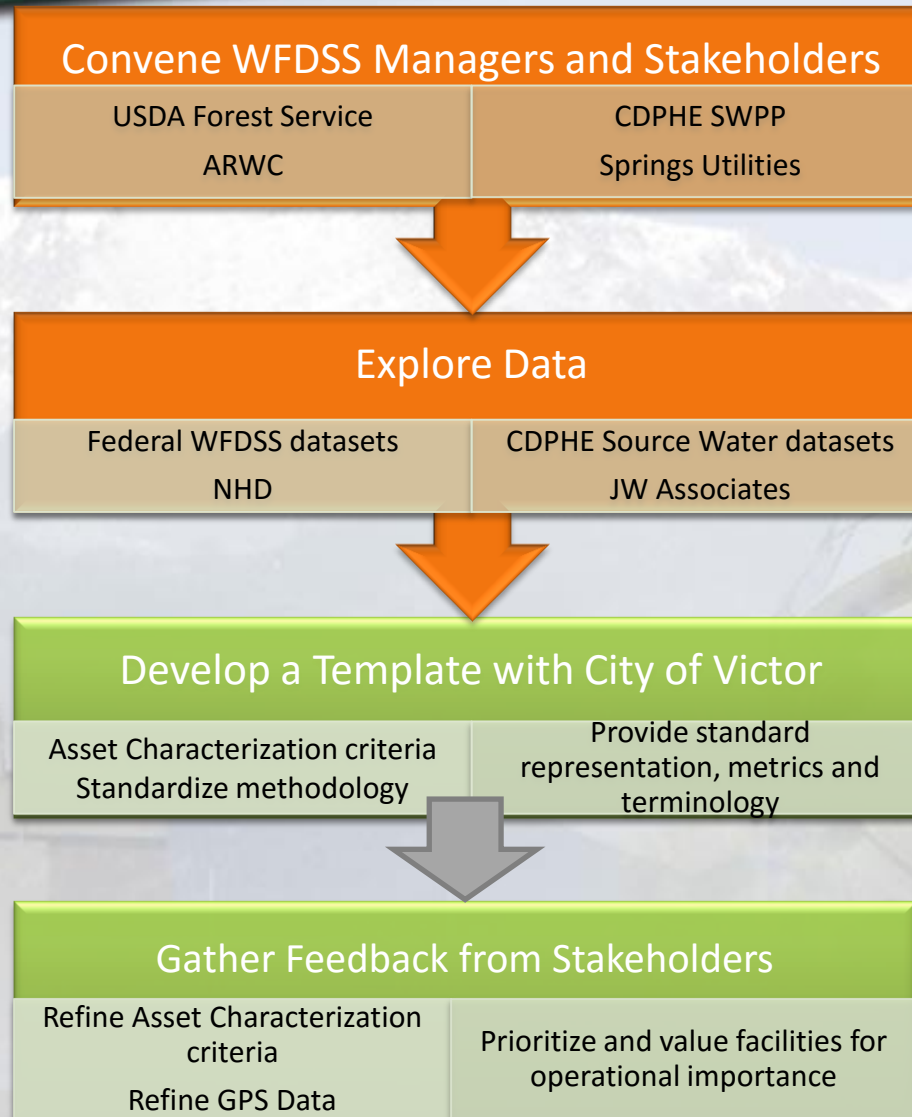 Convene WFDSS Managers and Stakeholders
USDA Forest Service
ARWC
CDPHE SWPP
Springs Utilities
Explore Data
Federal WFDSS datasets
NHD
CDPHE Source Water datasets
JW Associates
Develop a Template with City of Victor
Asset Characterization criteria
Standardize methodology
Provide standard
representation, metrics and
terminology
Gather Feedback from Stakeholders
Refine Asset Characterization
criteria
Refine GPS Data
Prioritize and value facilities for
operational importance